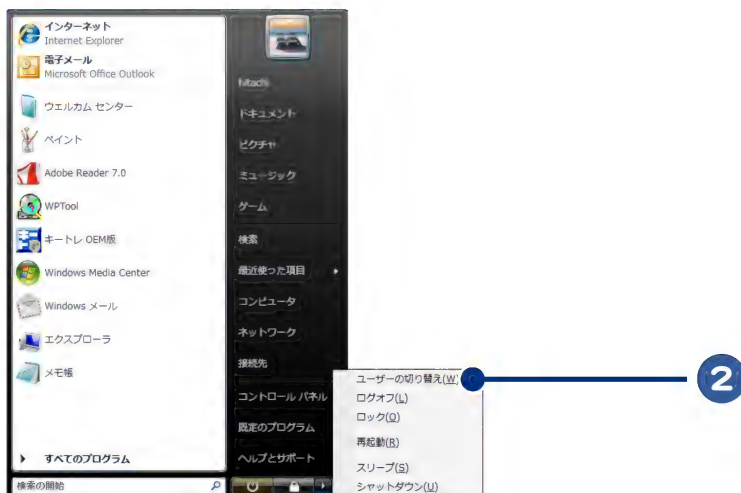 インターネット
Internet Explorer
電子メール
Microsoft Office Outlook
ウェルカム センター
ペイント
Adobe Reader 7.0
WPTool
キートレ OEM版
Windows Media Center
Windows メール
エクスプローラ
メモ帳
すべてのプログラム
検索の開始
hitachi
ドキュメント
ピクチャ
ミュージック
ゲーム
検索
最近使った項目
コンピュータ
ネットワーク
接続先
コントロール パネル
既定のプログラム
ヘルプとサポート
ユーザーの切り替え(W)
ログオフ(L)
ロック(O)
再起動(R)
スリープ(S)
シャットダウン(U)
2